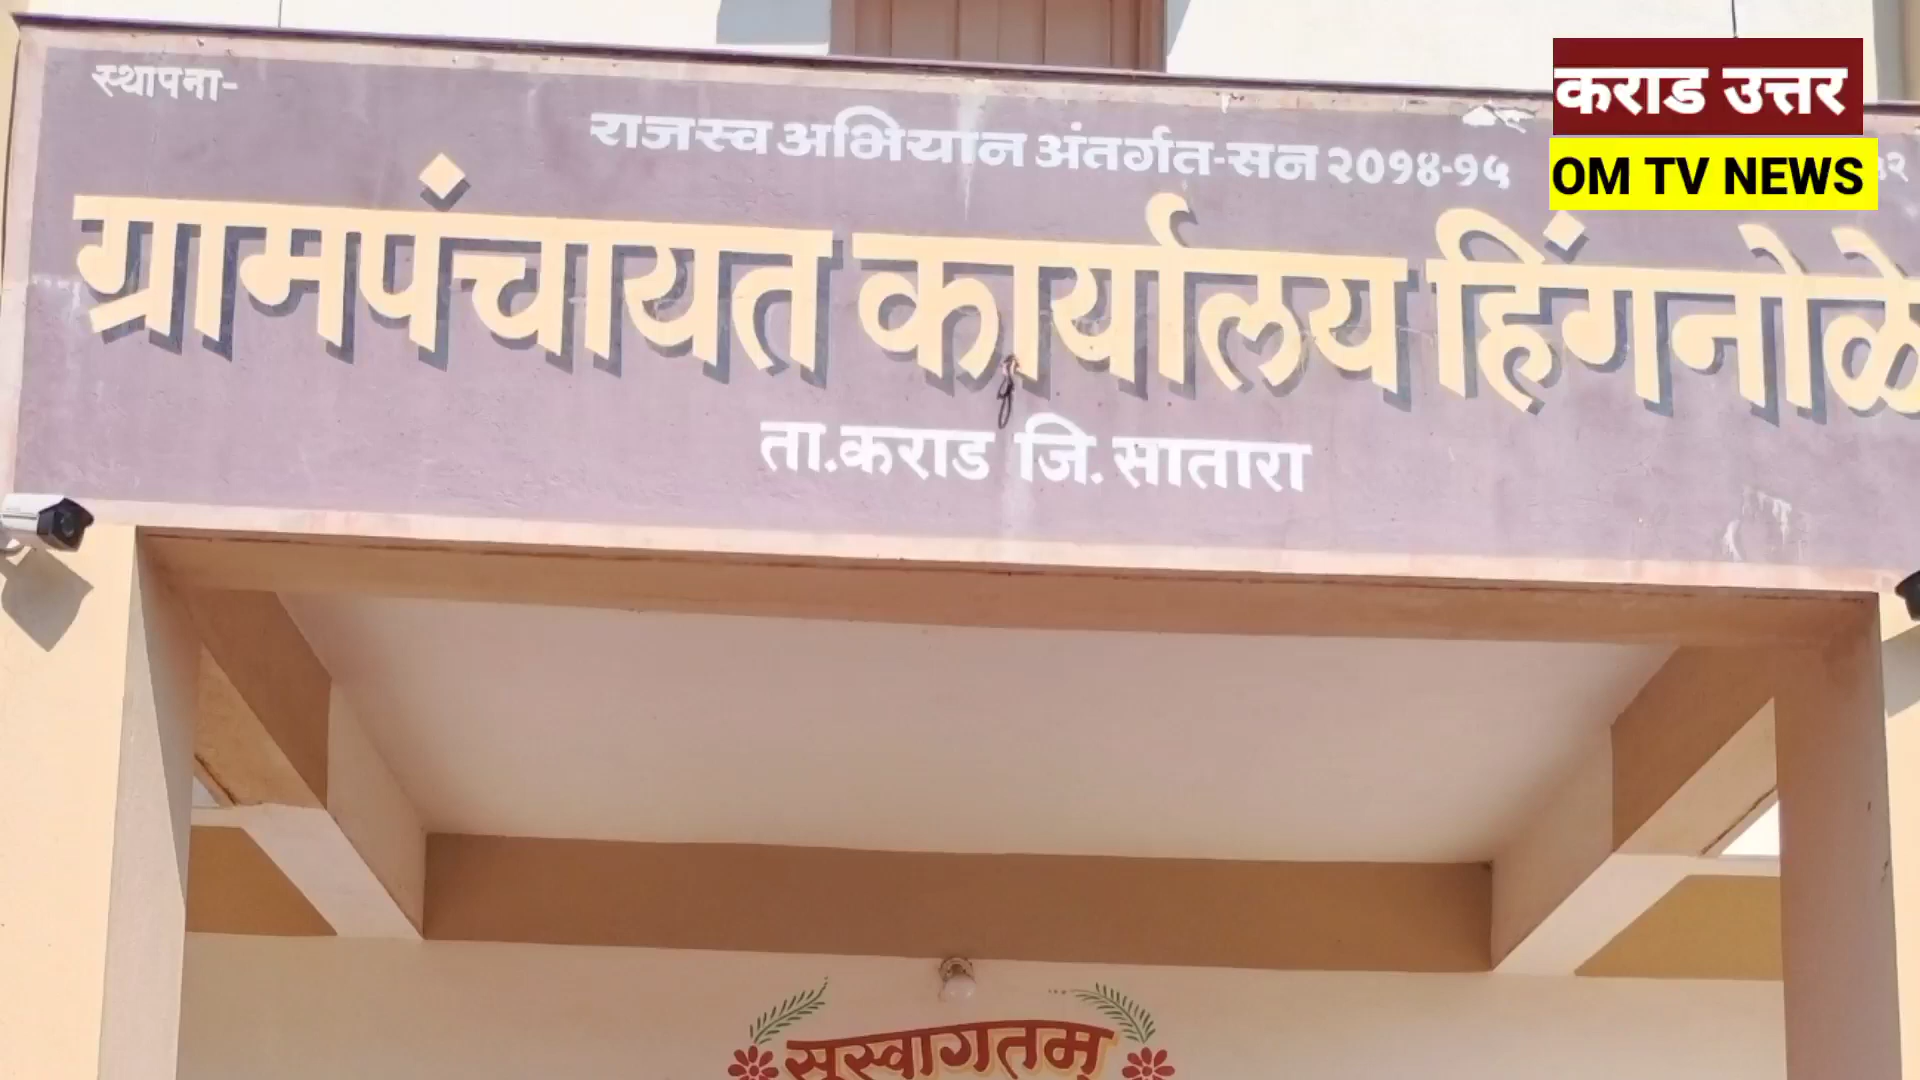 स्थापना-
कराड उत्तर
राजस्व अभियान अंतर्गत-सन २०१४-१५
OM TV NEWS
ग्रामपंचायत कार्यालय हिंगनोळे
ता.कराड जि. सातारा
सुस्वागतम्